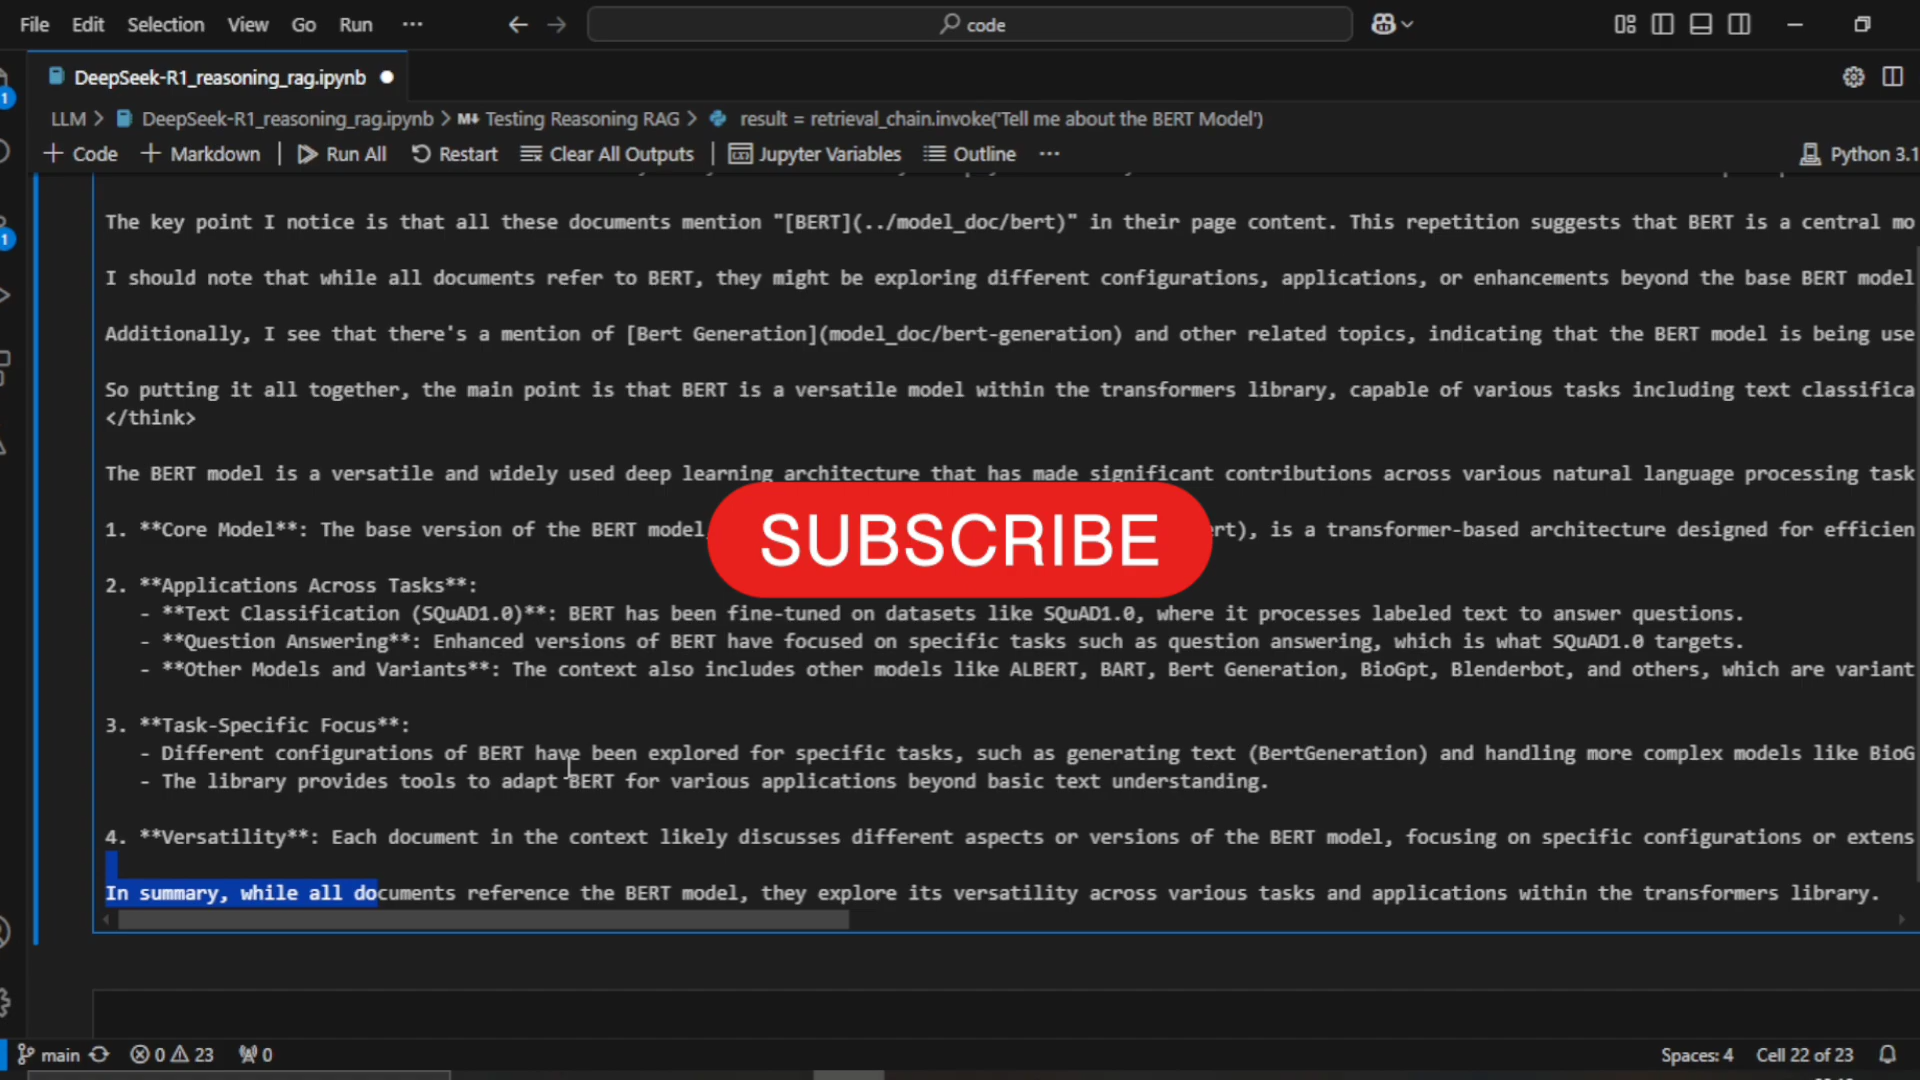 File Edit Selection View Go Run ··· code
DeepSeek-R1_reasoning_rag.ipynb
LLM > DeepSeek-R1_reasoning_rag.ipynb > M↓ Testing Reasoning RAG > result = retrieval_chain.invoke('Tell me about the BERT Model')
+ Code + Markdown | Run All Restart Clear All Outputs | Jupyter Variables Outline ··· Python 3.1
1
The key point I notice is that all these documents mention "[BERT](../model_doc/bert)" in their page content. This repetition suggests that BERT is a central mo
1
I should note that while all documents refer to BERT, they might be exploring different configurations, applications, or enhancements beyond the base BERT model
Additionally, I see that there's a mention of [Bert Generation](model_doc/bert-generation) and other related topics, indicating that the BERT model is being use
So putting it all together, the main point is that BERT is a versatile model within the transformers library, capable of various tasks including text classifica
</think>
The BERT model is a versatile and widely used deep learning architecture that has made significant contributions across various natural language processing task
SUBSCRIBE
1. **Core Model**: The base version of the BERT model, rt), is a transformer-based architecture designed for efficien
2. **Applications Across Tasks**:
- **Text Classification (SQuAD1.0)**: BERT has been fine-tuned on datasets like SQuAD1.0, where it processes labeled text to answer questions.
- **Question Answering**: Enhanced versions of BERT have focused on specific tasks such as question answering, which is what SQuAD1.0 targets.
- **Other Models and Variants**: The context also includes other models like ALBERT, BART, Bert Generation, BioGpt, Blenderbot, and others, which are variant
3. **Task-Specific Focus**:
- Different configurations of BERT have been explored for specific tasks, such as generating text (BertGeneration) and handling more complex models like BioG
- The library provides tools to adapt BERT for various applications beyond basic text understanding.
4. **Versatility**: Each document in the context likely discusses different aspects or versions of the BERT model, focusing on specific configurations or extens
In summary, while all documents reference the BERT model, they explore its versatility across various tasks and applications within the transformers library.
main 0 23 0 Spaces: 4 Cell 22 of 23